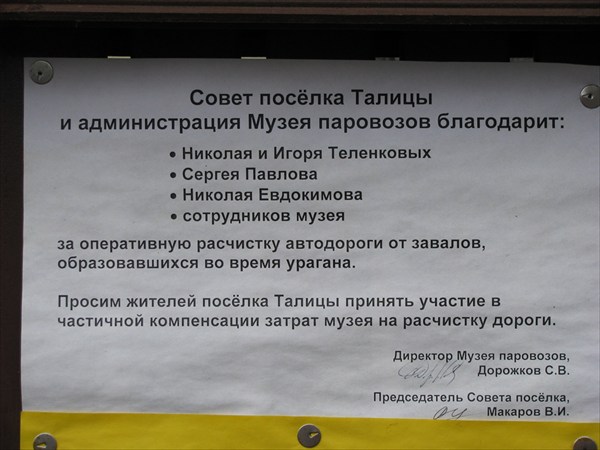 Совет посёлка Талицы
и администрация Музея паровозов благодарит:
• Николая и Игоря Теленковых
• Сергея Павлова
• Николая Евдокимова
• сотрудников музея
за оперативную расчистку автодороги от завалов,
образовавшихся во время урагана.
Просим жителей посёлка Талицы принять участие в
частичной компенсации затрат музея на расчистку дороги.
Директор Музея паровозов,
Дорожков С.В.
Председатель Совета посёлка,
Макаров В.И.